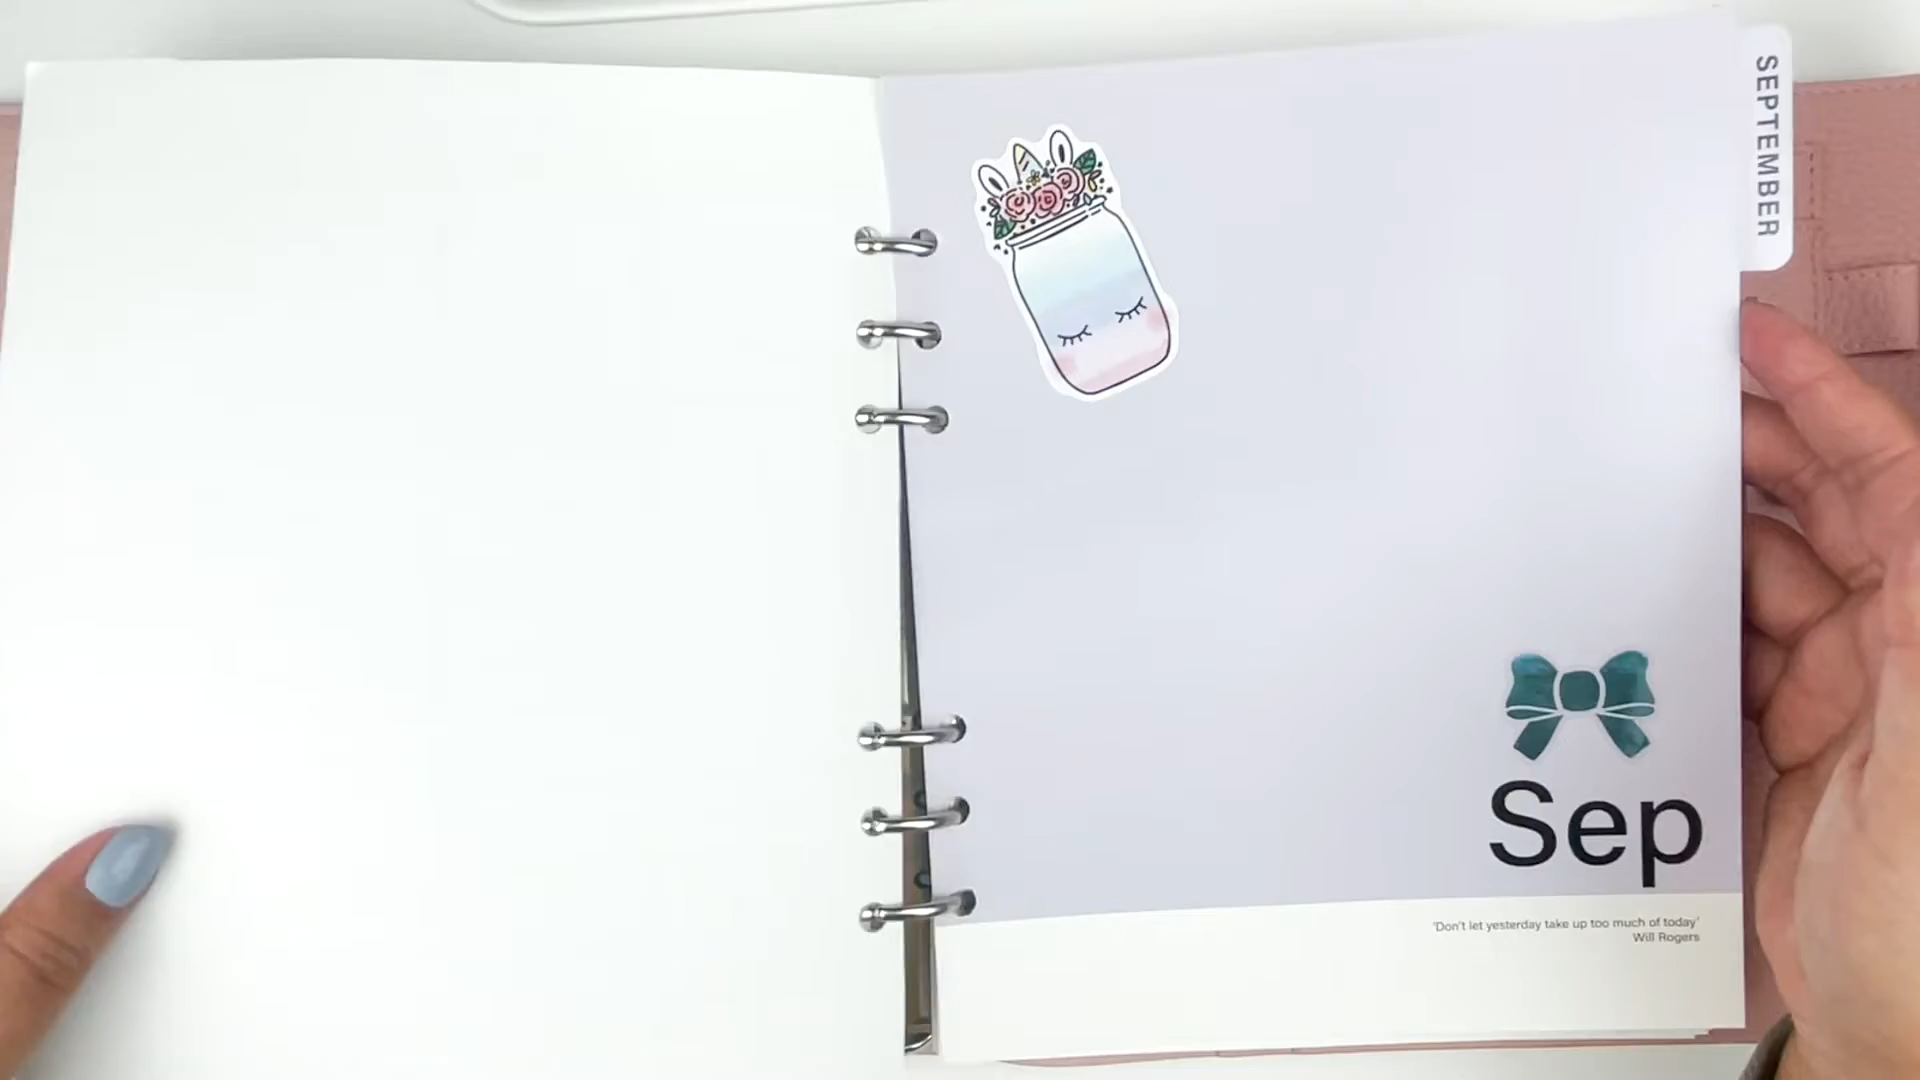 SEPTEMBER
Sep
'Don't let yesterday take up too much of today'
Will Rogers